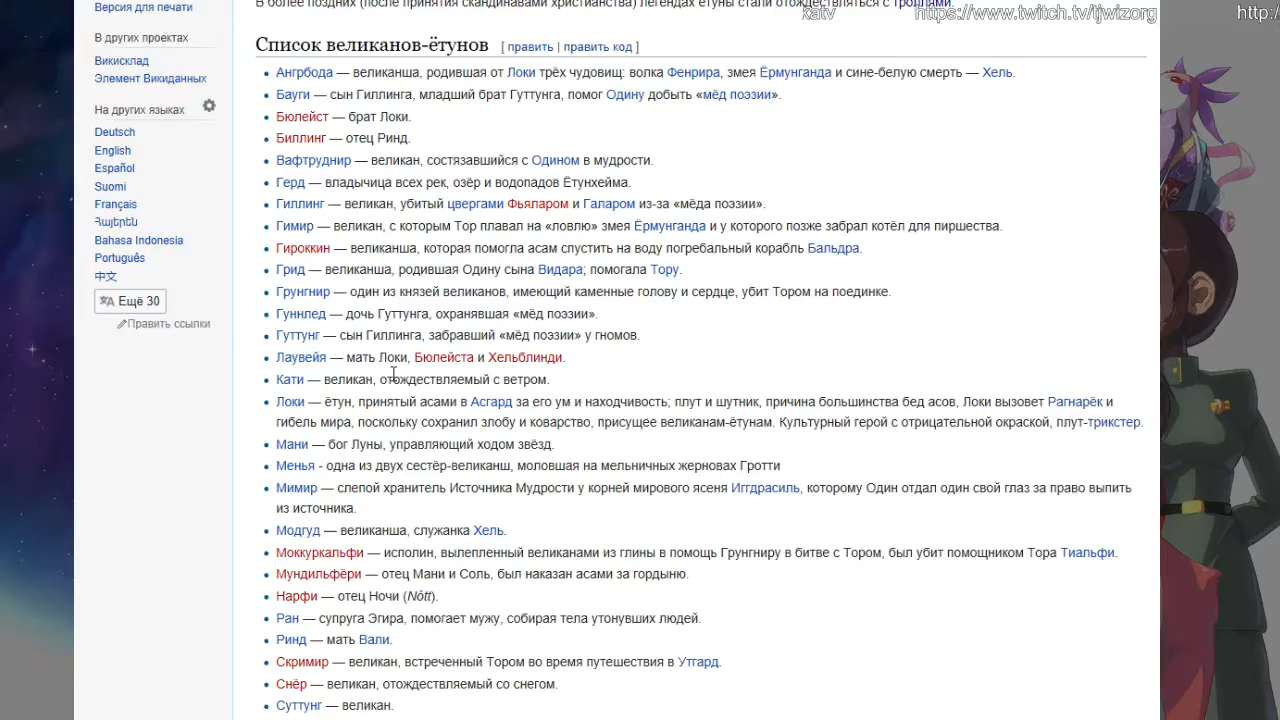 В более поздних (после принятия скандинавами христианства) легендах ётуны стали отождествляться с троллями.
xatv https://www.twitch.tv/tjwizorg http:/
Версия для печати
В других проектах
Викисклад
Элемент Викиданных
На других языках
Deutsch
English
Español
Suomi
Français
Հայերեն
Bahasa Indonesia
Português
中文
Ещё 30
Править ссылки
Список великанов-ётунов [ править | править код ]
Ангрбода — великанша, родившая от Локи трёх чудовищ: волка Фенрира, змея Ёрмунганда и сине-белую смерть — Хель.
Бауги — сын Гиллинга, младший брат Гуттунга, помог Одину добыть «мёд поэзии».
Бюлейст — брат Локи.
Биллинг — отец Ринд.
Вафтруднир — великан, состязавшийся с Одином в мудрости.
Герд — владычица всех рек, озёр и водопадов Ётунхейма.
Гиллинг — великан, убитый цвергами Фьяларом и Галаром из-за «мёда поэзии».
Гимир — великан, с которым Тор плавал на «ловлю» змея Ёрмунганда и у которого позже забрал котёл для пиршества.
Гироккин — великанша, которая помогла асам спустить на воду погребальный корабль Бальдра.
Грид — великанша, родившая Одину сына Видара; помогала Тору.
Грунгнир — один из князей великанов, имеющий каменные голову и сердце, убит Тором на поединке.
Гуннлед — дочь Гуттунга, охранявшая «мёд поэзии».
Гуттунг — сын Гиллинга, забравший «мёд поэзии» у гномов.
Лаувейя — мать Локи, Бюлейста и Хельблинди.
Кати — великан, отождествляемый с ветром.
Локи — ётун, принятый асами в Асгард за его ум и находчивость; плут и шутник, причина большинства бед асов, Локи вызовет Рагнарёк и
гибель мира, поскольку сохранил злобу и коварство, присущее великанам-ётунам. Культурный герой с отрицательной окраской, плут-трикстер.
Мани — бог Луны, управляющий ходом звёзд.
Менья - одна из двух сестёр-великанш, моловшая на мельничных жерновах Гротти
Мимир — слепой хранитель Источника Мудрости у корней мирового ясеня Иггдрасиль, которому Один отдал один свой глаз за право выпить
из источника.
Модгуд — великанша, служанка Хель.
Моккуркальфи — исполин, вылепленный великанами из глины в помощь Грунгниру в битве с Тором, был убит помощником Тора Тиальфи.
Мундильфёри — отец Мани и Соль, был наказан асами за гордыню.
Нарфи — отец Ночи (Nótt).
Ран — супруга Эгира, помогает мужу, собирая тела утонувших людей.
Ринд — мать Вали.
Скримир — великан, встреченный Тором во время путешествия в Утгард.
Снёр — великан, отождествляемый со снегом.
Суттунг — великан.